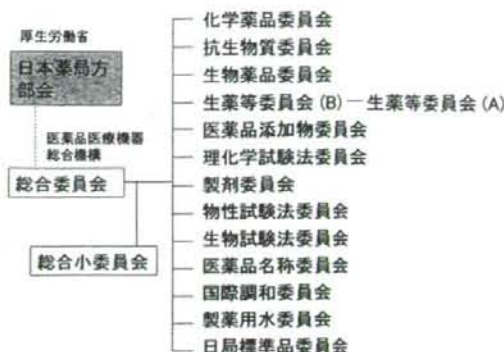 厚生労働省
日本薬局方
部会
医薬品医療機器
総合機構
総合委員会
総合小委員会
化学薬品委員会
抗生物質委員会
生物薬品委員会
生薬等委員会 (B) ― 生薬等委員会 (A)
医薬品添加物委員会
理化学試験法委員会
製剤委員会
物性試験法委員会
生物試験法委員会
医薬品名称委員会
国際調和委員会
製薬用水委員会
日局標準品委員会